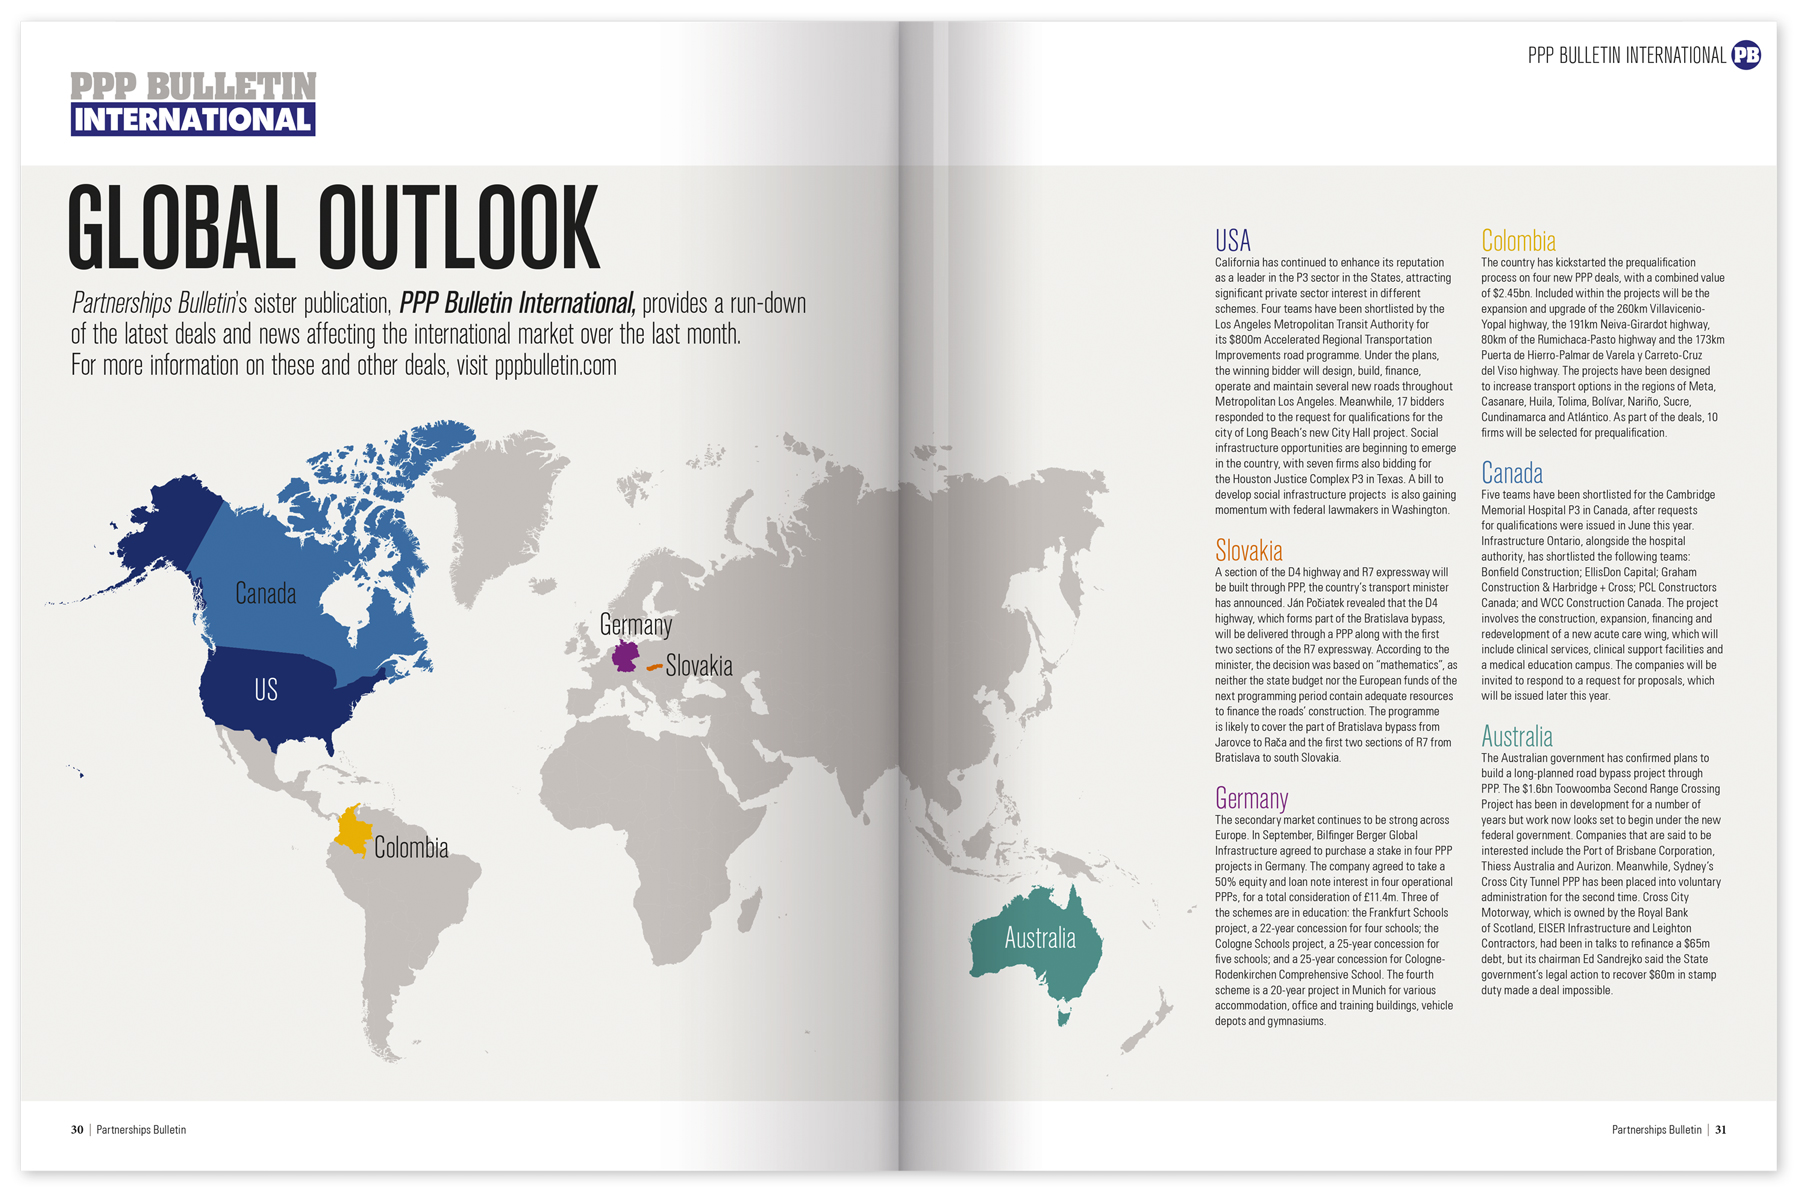 PPP BULLETIN
INTERNATIONAL
PPP BULLETIN INTERNATIONAL PB
GLOBAL OUTLOOK
Partnerships Bulletin's sister publication, PPP Bulletin International, provides a run-down
of the latest deals and news affecting the international market over the last month.
For more information on these and other deals, visit pppbulletin.com
Canada
US
Colombia
Germany
Slovakia
Australia
USA
California has continued to enhance its reputation
as a leader in the P3 sector in the States, attracting
significant private sector interest in different
schemes. Four teams have been shortlisted by the
Los Angeles Metropolitan Transit Authority for
its $800m Accelerated Regional Transportation
Improvements road programme. Under the plans,
the winning bidder will design, build, finance,
operate and maintain several new roads throughout
Metropolitan Los Angeles. Meanwhile, 17 bidders
responded to the request for qualifications for the
city of Long Beach's new City Hall project. Social
infrastructure opportunities are beginning to emerge
in the country, with seven firms also bidding for
the Houston Justice Complex P3 in Texas. A bill to
develop social infrastructure projects is also gaining
momentum with federal lawmakers in Washington.
Slovakia
A section of the D4 highway and R7 expressway will
be built through PPP, the country's transport minister
has announced. Ján Počiatek revealed that the D4
highway, which forms part of the Bratislava bypass,
will be delivered through a PPP along with the first
two sections of the R7 expressway. According to the
minister, the decision was based on "mathematics", as
neither the state budget nor the European funds of the
next programming period contain adequate resources
to finance the roads' construction. The programme
is likely to cover the part of Bratislava bypass from
Jarovce to Rača and the first two sections of R7 from
Bratislava to south Slovakia.
Germany
The secondary market continues to be strong across
Europe. In September, Bilfinger Berger Global
Infrastructure agreed to purchase a stake in four PPP
projects in Germany. The company agreed to take a
50% equity and loan note interest in four operational
PPPs, for a total consideration of £11.4m. Three of
the schemes are in education: the Frankfurt Schools
project, a 22-year concession for four schools; the
Cologne Schools project, a 25-year concession for
five schools; and a 25-year concession for Cologne-
Rodenkirchen Comprehensive School. The fourth
scheme is a 20-year project in Munich for various
accommodation, office and training buildings, vehicle
depots and gymnasiums.
Colombia
The country has kickstarted the prequalification
process on four new PPP deals, with a combined value
of $2.45bn. Included within the projects will be the
expansion and upgrade of the 260km Villavicenio-
Yopal highway, the 191km Neiva-Girardot highway,
80km of the Rumichaca-Pasto highway and the 173km
Puerta de Hierro-Palmar de Varela y Carreto-Cruz
del Viso highway. The projects have been designed
to increase transport options in the regions of Meta,
Casanare, Huila, Tolima, Bolívar, Nariño, Sucre,
Cundinamarca and Atlántico. As part of the deals, 10
firms will be selected for prequalification.
Canada
Five teams have been shortlisted for the Cambridge
Memorial Hospital P3 in Canada, after requests
for qualifications were issued in June this year.
Infrastructure Ontario, alongside the hospital
authority, has shortlisted the following teams:
Bonfield Construction; EllisDon Capital; Graham
Construction & Harbridge + Cross; PCL Constructors
Canada; and WCC Construction Canada. The project
involves the construction, expansion, financing and
redevelopment of a new acute care wing, which will
include clinical services, clinical support facilities and
a medical education campus. The companies will be
invited to respond to a request for proposals, which
will be issued later this year.
Australia
The Australian government has confirmed plans to
build a long-planned road bypass project through
PPP. The $1.6bn Toowoomba Second Range Crossing
Project has been in development for a number of
years but work now looks set to begin under the new
federal government. Companies that are said to be
interested include the Port of Brisbane Corporation,
Thiess Australia and Aurizon. Meanwhile, Sydney's
Cross City Tunnel PPP has been placed into voluntary
administration for the second time. Cross City
Motorway, which is owned by the Royal Bank
of Scotland, EISER Infrastructure and Leighton
Contractors, had been in talks to refinance a $65m
debt, but its chairman Ed Sandrejko said the State
government's legal action to recover $60m in stamp
duty made a deal impossible.
30 | Partnerships Bulletin
Partnerships Bulletin | 31